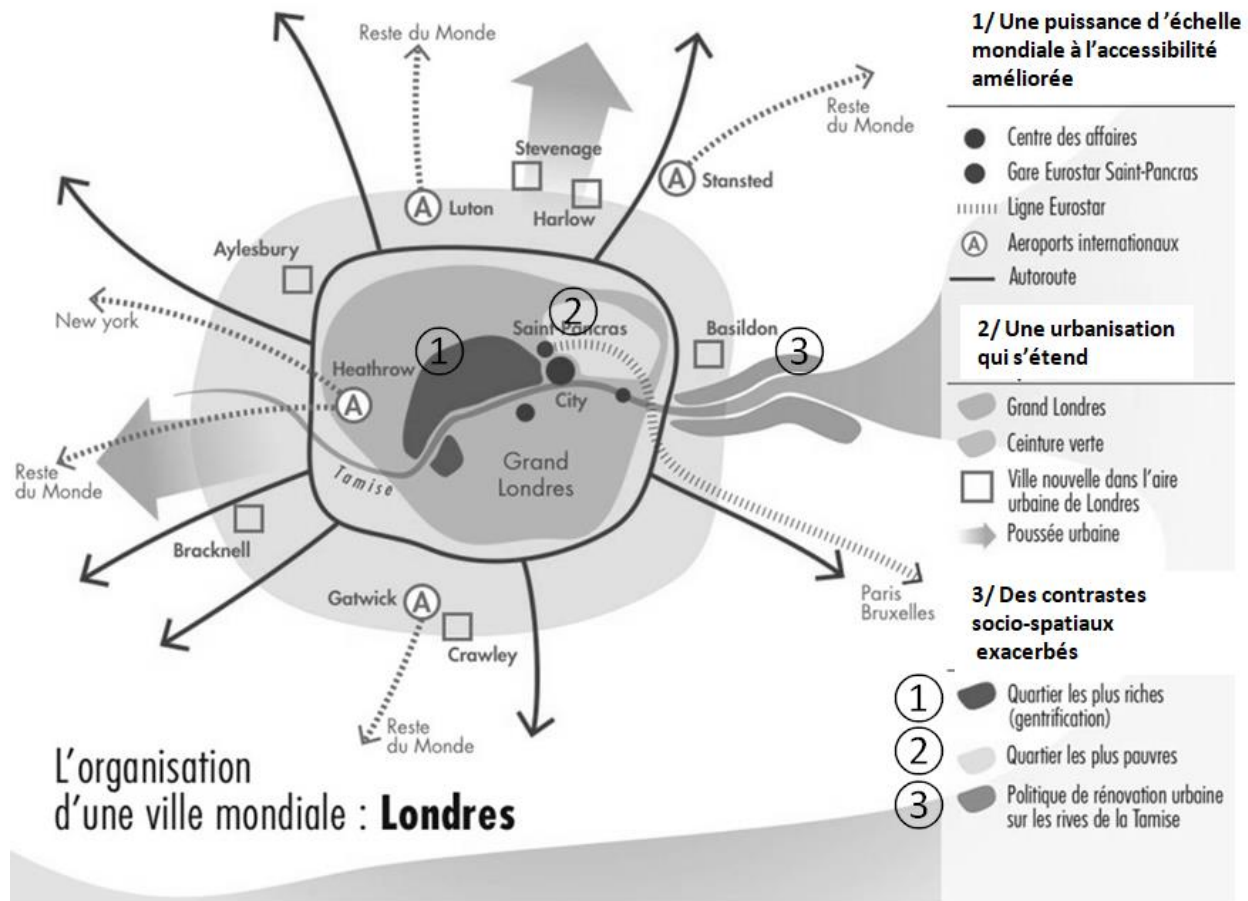 Reste du Monde
Reste
du Monde
Stevenage
A
Stansted
A
Luton
Harlow
Aylesbury
New york
2
Saint Pancras
Basildon
3
1
Heathrow
A
City
Reste
du Monde
Tamise
Grand
Londres
Bracknell
Gatwick
A
Crawley
Paris
Bruxelles
Reste
du Monde
L'organisation
d'une ville mondiale : Londres
1/ Une puissance d 'échelle
mondiale à l'accessibilité
améliorée
Centre des affaires
Gare Eurostar Saint-Pancras
Ligne Eurostar
A Aeroports internationaux
Autoroute
2/ Une urbanisation
qui s'étend
Grand Londres
Ceinture verte
Ville nouvelle dans l'aire
urbaine de Londres
Poussée urbaine
3/ Des contrastes
socio-spatiaux
exacerbés
1 Quartier les plus riches
(gentrification)
2 Quartier les plus pauvres
3 Politique de rénovation urbaine
sur les rives de la Tamise